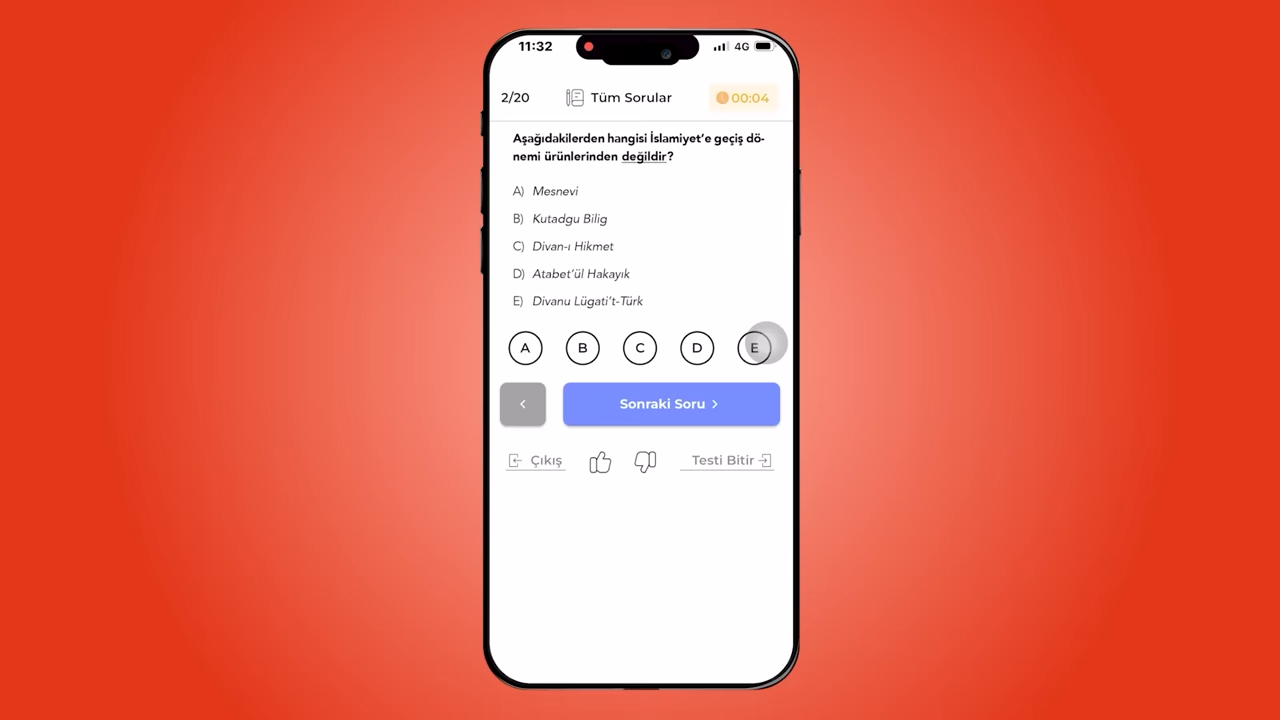 11:32
4G
2/20
Tüm Sorular
00:04
Aşağıdakilerden hangisi İslamiyet’e geçiş dö-
nemi ürünlerinden değildir?
A) Mesnevi
B) Kutadgu Bilig
C) Divan-ı Hikmet
D) Atabet’ül Hakayık
E) Divanu Lügati’t-Türk
A B C D E
Sonraki Soru
Çıkış
Testi Bitir